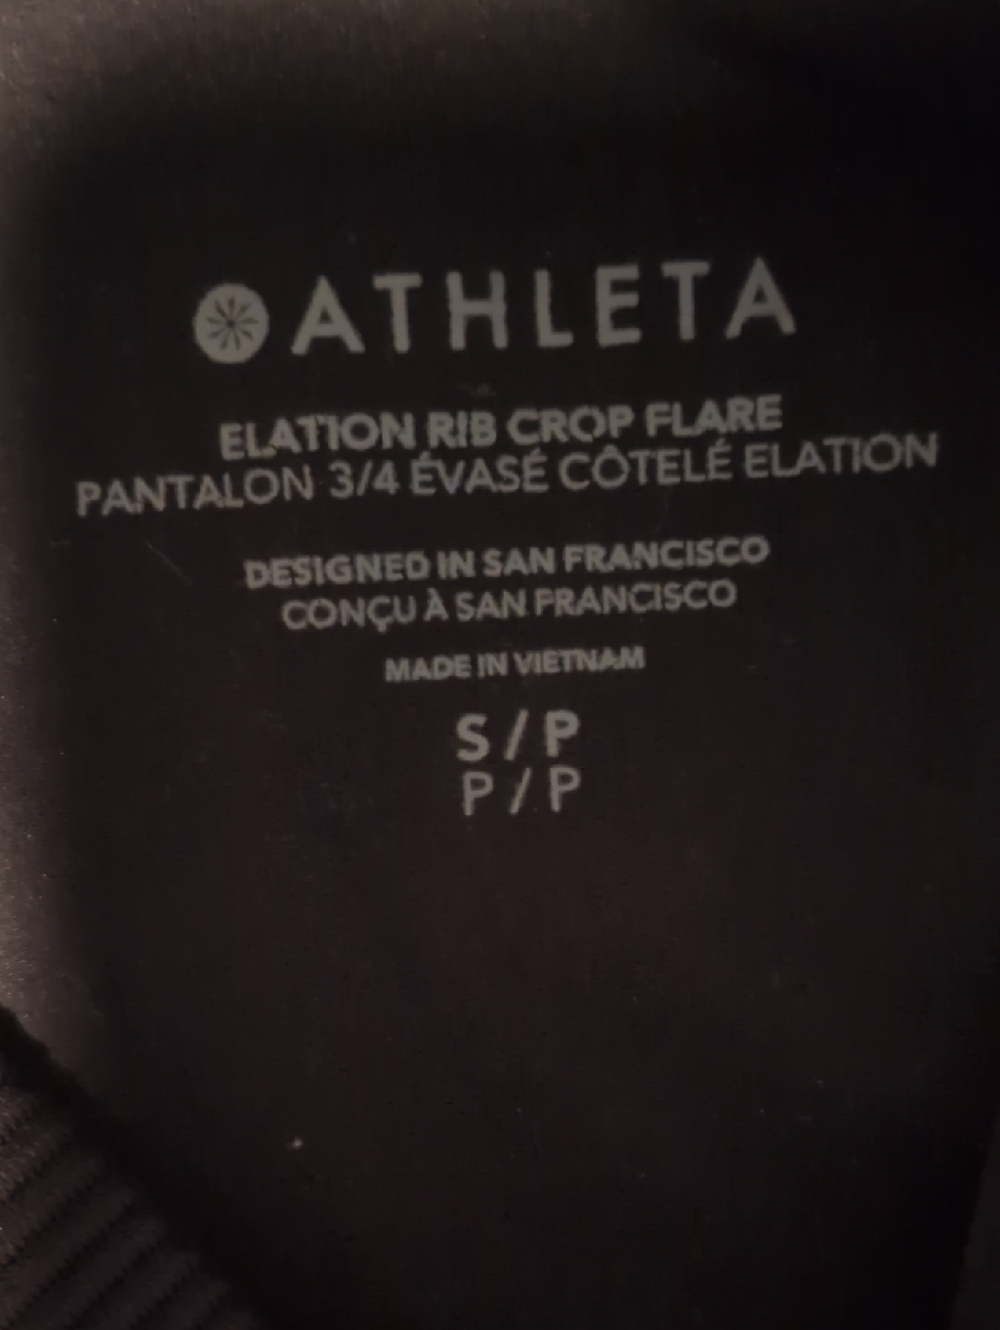 ATHLETA
ELATION RIB CROP FLARE
PANTALON 3/4 ÉVASÉ CÔTELÉ ELATION
DESIGNED IN SAN FRANCISCO
CONÇU À SAN FRANCISCO
MADE IN VIETNAM
S / P
P / P